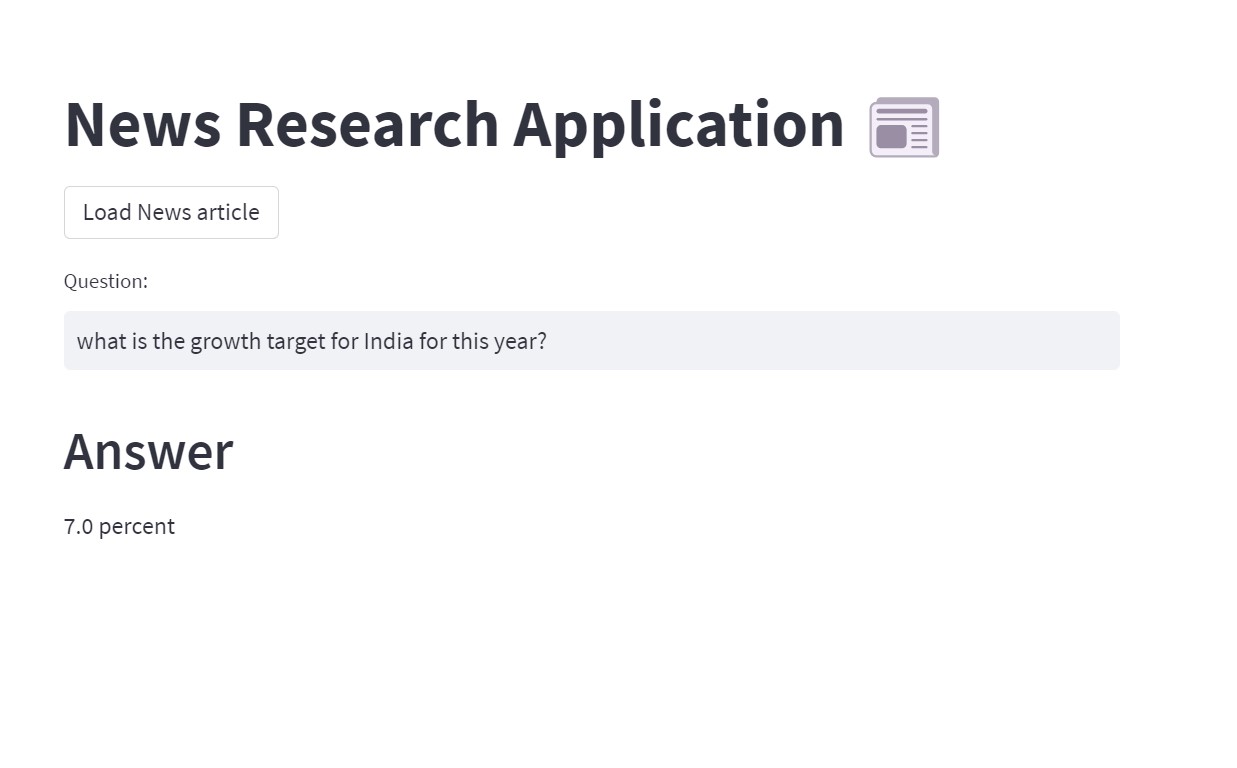 News Research Application
Load News article
Question:
what is the growth target for India for this year?
Answer
7.0 percent